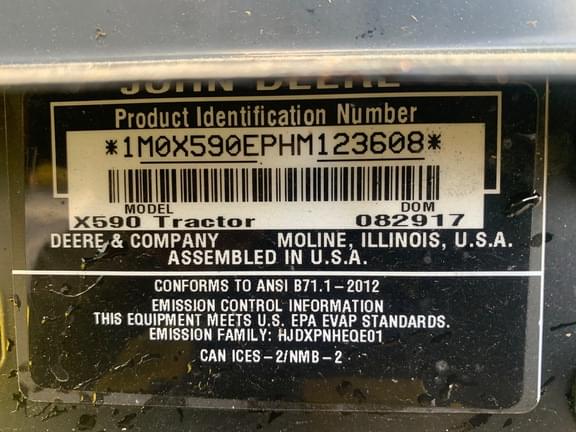 JOHN DEERE
Product Identification Number
*1M0X590EPHM123608*
MODEL DOM
X590 Tractor 082917
DEERE & COMPANY MOLINE, ILLINOIS, U.S.A.
ASSEMBLED IN U.S.A.
CONFORMS TO ANSI B71.1-2012
EMISSION CONTROL INFORMATION
THIS EQUIPMENT MEETS U.S. EPA EVAP STANDARDS.
EMISSION FAMILY: HJDXPNHEQE01
CAN ICES-2/NMB-2